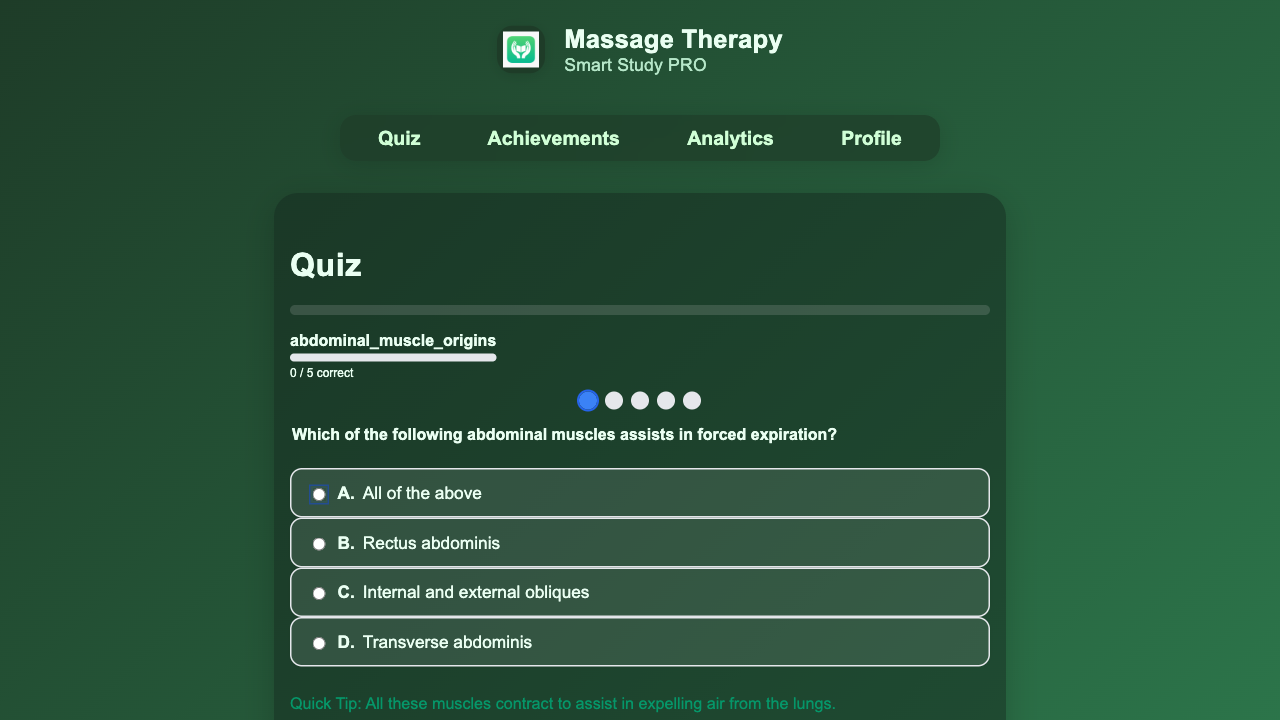 Massage Therapy
Smart Study PRO
Quiz Achievements Analytics Profile
Quiz
abdominal_muscle_origins
0 / 5 correct
Which of the following abdominal muscles assists in forced expiration?
A. All of the above
B. Rectus abdominis
C. Internal and external obliques
D. Transverse abdominis
Quick Tip: All these muscles contract to assist in expelling air from the lungs.